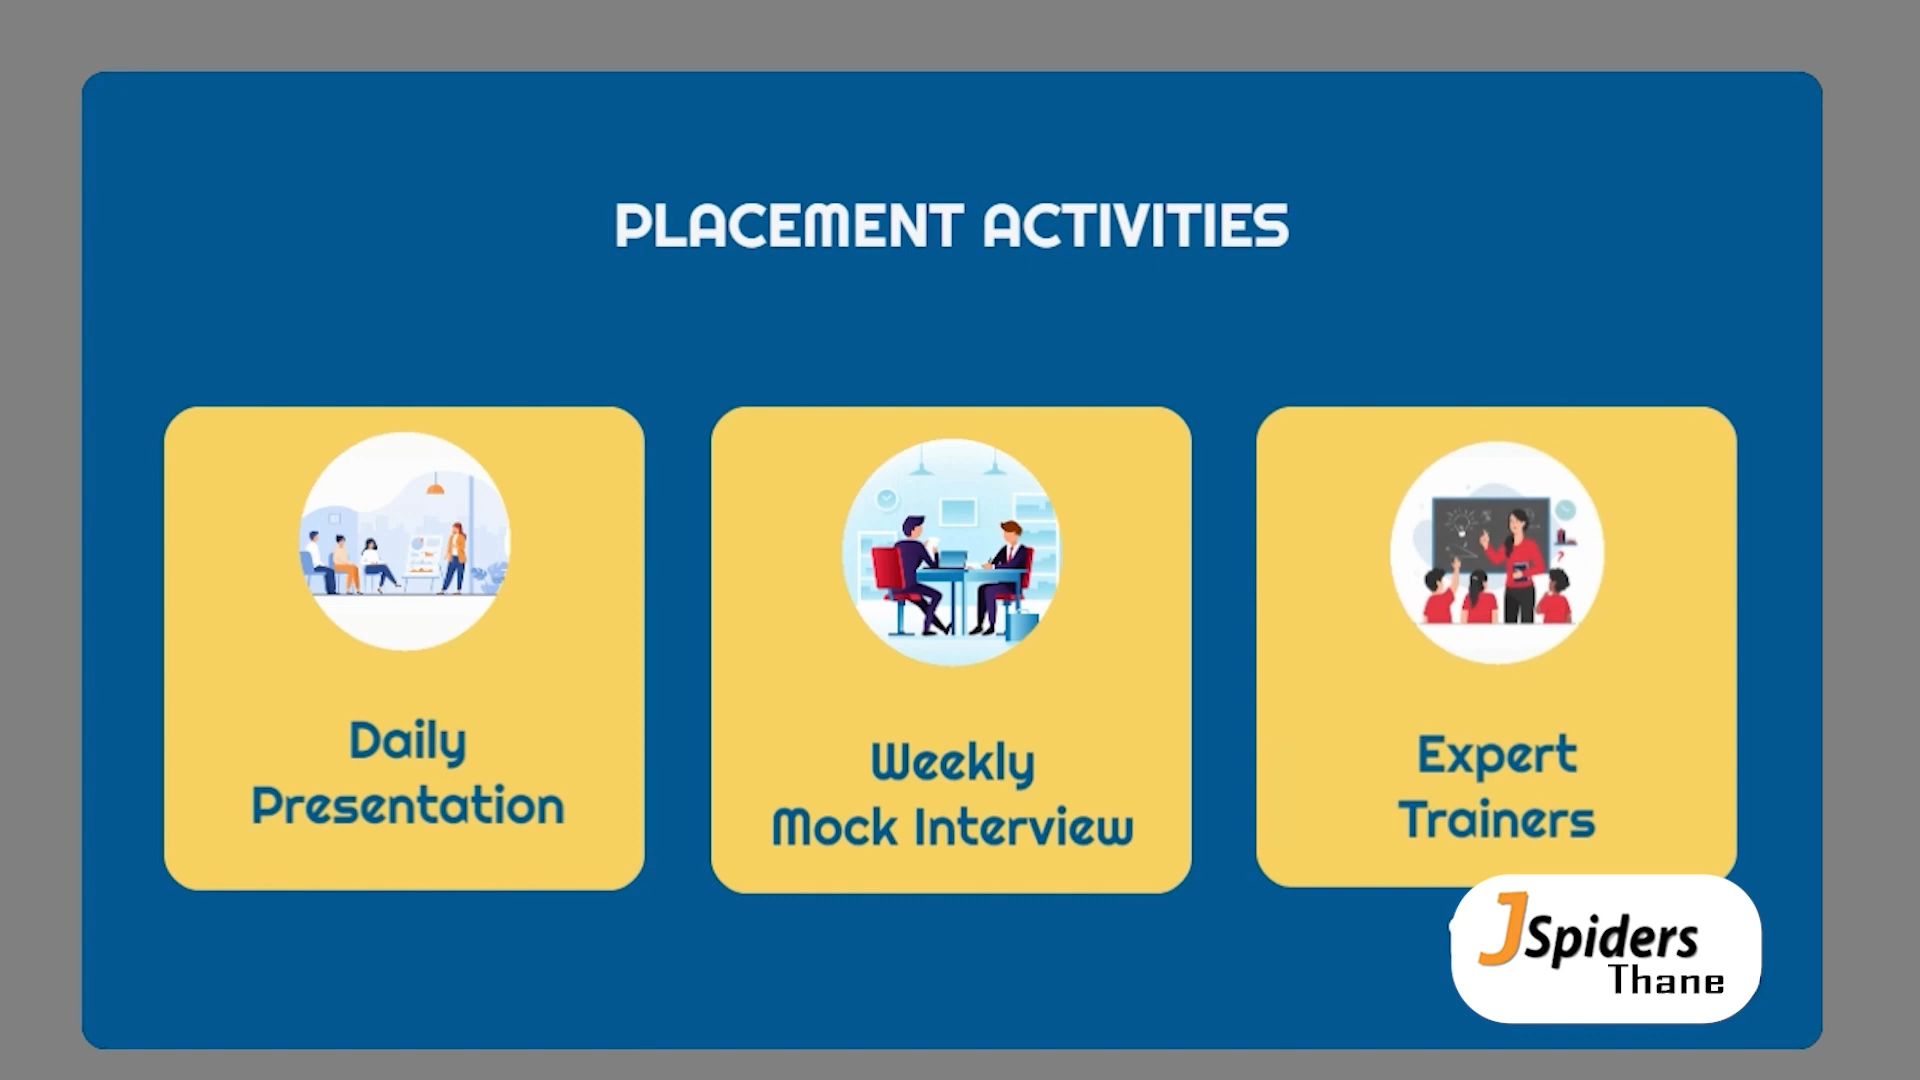 PLACEMENT ACTIVITIES
Daily
Presentation
Weekly
Mock Interview
Expert
Trainers
JSpiders
Thane